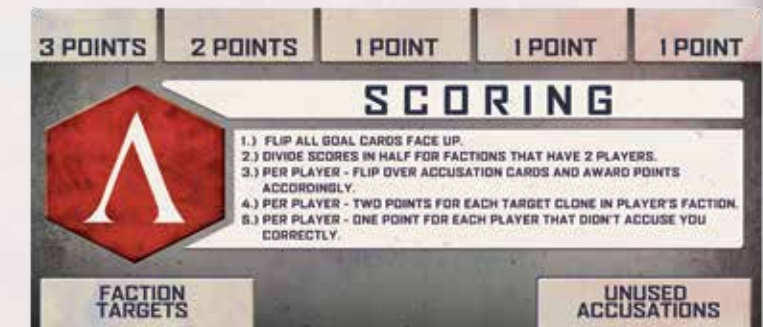 3 POINTS
2 POINTS
1 POINT
1 POINT
1 POINT
SCORING
1.) FLIP ALL GOAL CARDS FACE UP.
2.) DIVIDE SCORES IN HALF FOR FACTIONS THAT HAVE 2 PLAYERS.
3.) PER PLAYER - FLIP OVER ACCUSATION CARDS AND AWARD POINTS
ACCORDINGLY.
4.) PER PLAYER - TWO POINTS FOR EACH TARGET CLONE IN PLAYER'S FACTION.
5.) PER PLAYER - ONE POINT FOR EACH PLAYER THAT DIDN'T ACCUSE YOU
CORRECTLY.
FACTION
TARGETS
UNUSED
ACCUSATIONS